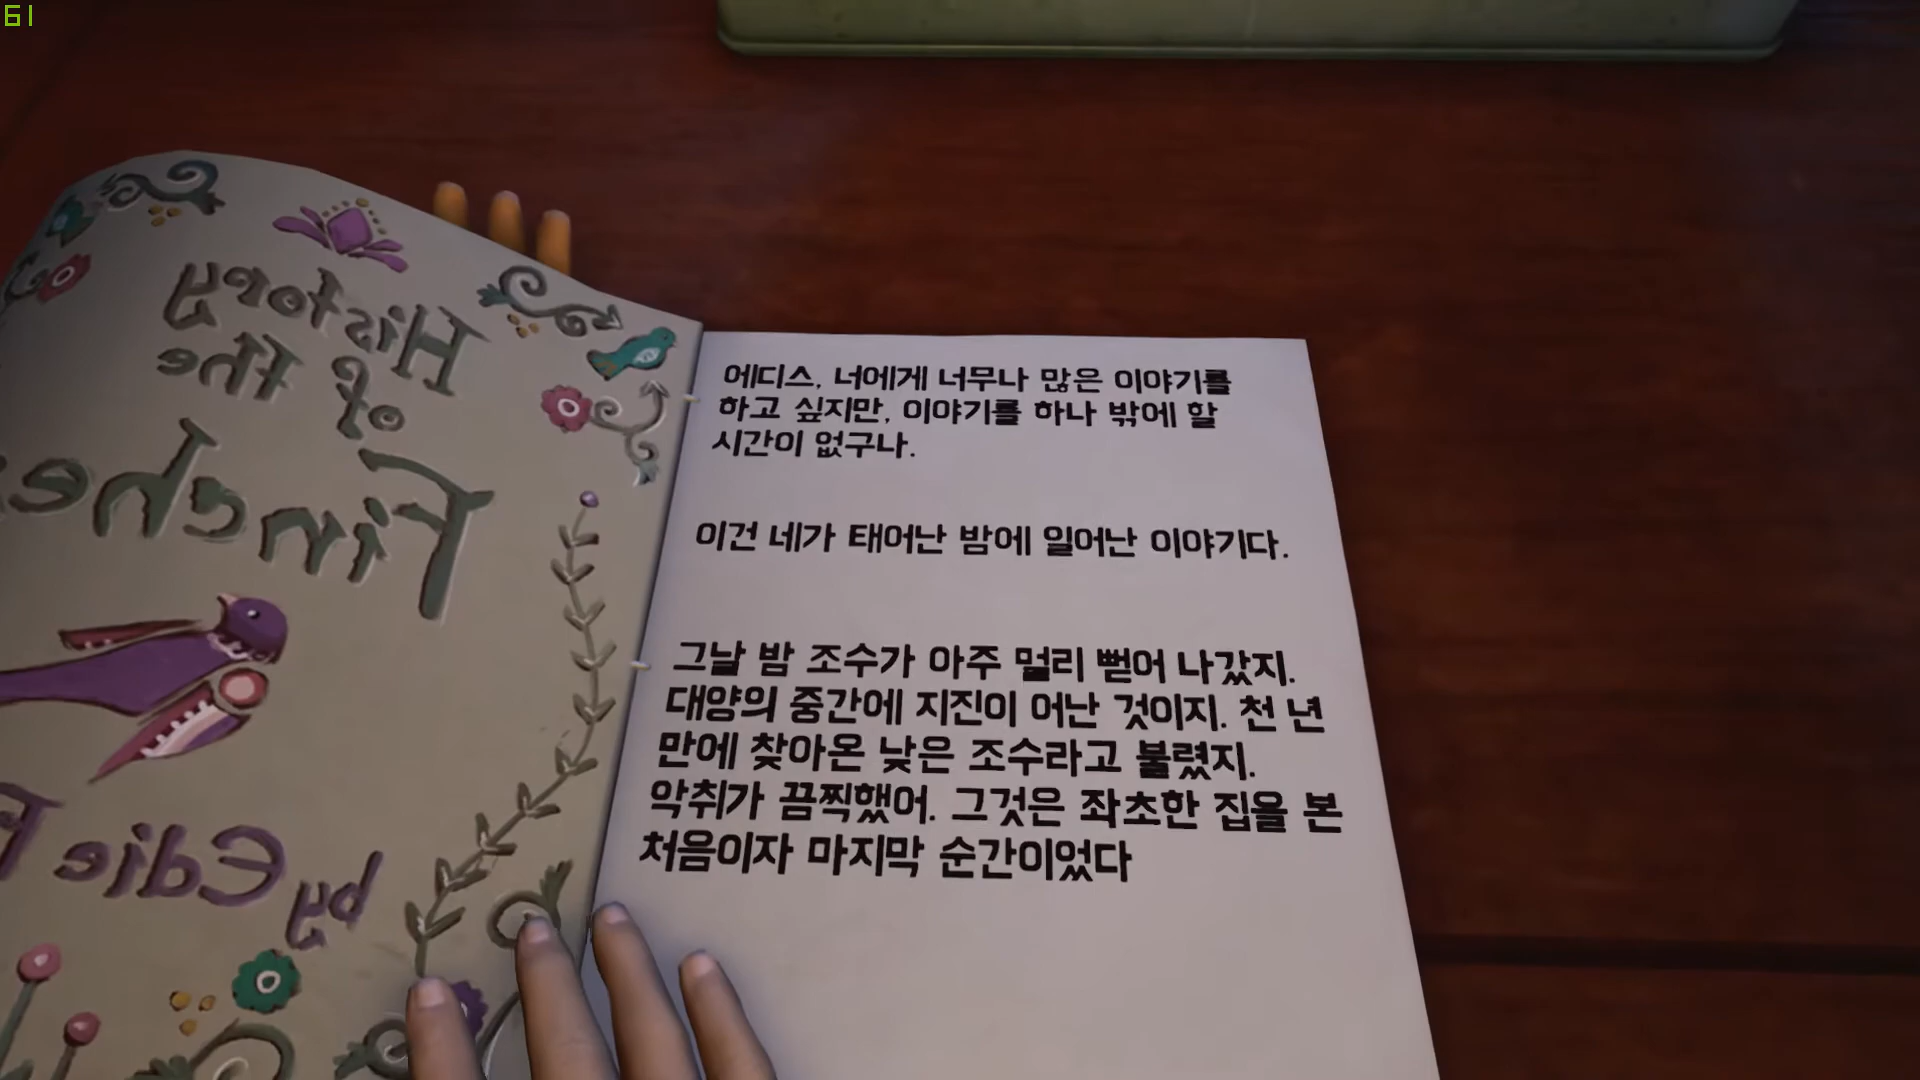 61
History
of the
Finche
by Edie F
에디스, 너에게 너무나 많은 이야기를
하고 싶지만, 이야기를 하나 밖에 할
시간이 없구나.
이건 네가 태어난 밤에 일어난 이야기다.
그날 밤 조수가 아주 멀리 뻗어 나갔지.
대양의 중간에 지진이 어난 것이지. 천 년
만에 찾아온 낮은 조수라고 불렸지.
악취가 끔찍했어. 그것은 좌초한 집을 본
처음이자 마지막 순간이었다